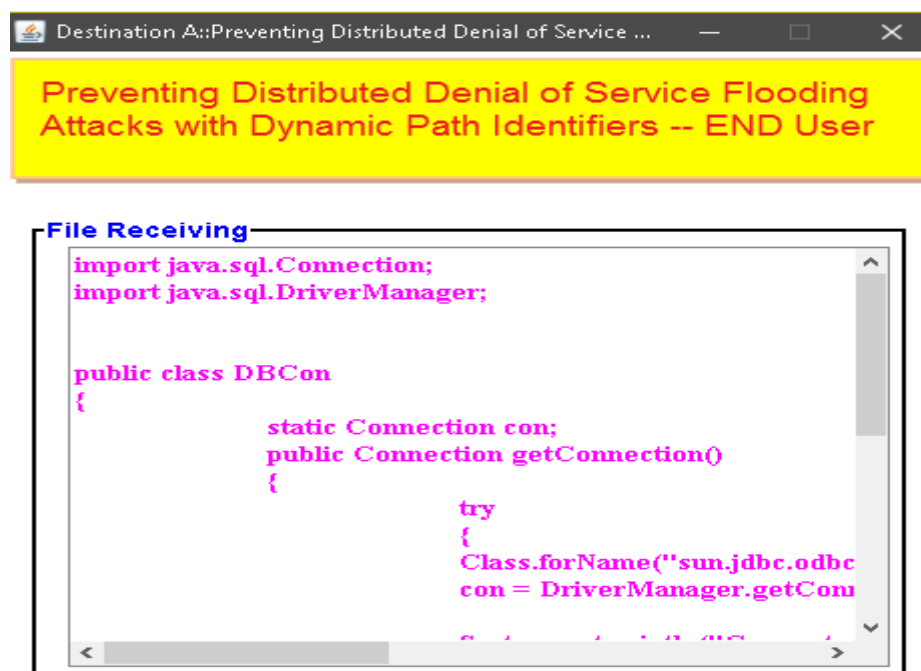 Destination A::Preventing Distributed Denial of Service ...
Preventing Distributed Denial of Service Flooding
Attacks with Dynamic Path Identifiers -- END User
File Receiving
import java.sql.Connection;
import java.sql.DriverManager;
public class DBCon
{
static Connection con;
public Connection getConnection()
{
try
{
Class.forName("sun.jdbc.odbc
con = DriverManager.getConn